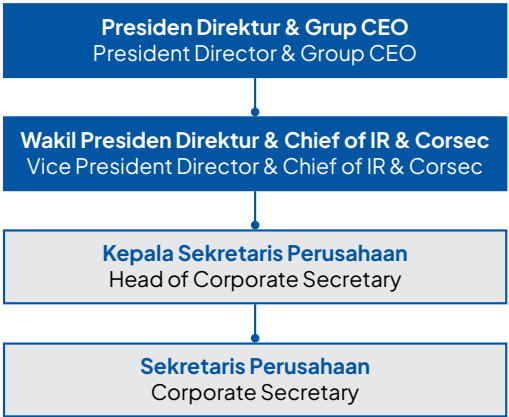 Presiden Direktur & Grup CEO
President Director & Group CEO
Wakil Presiden Direktur & Chief of IR & Corsec
Vice President Director & Chief of IR & Corsec
Kepala Sekretaris Perusahaan
Head of Corporate Secretary
Sekretaris Perusahaan
Corporate Secretary